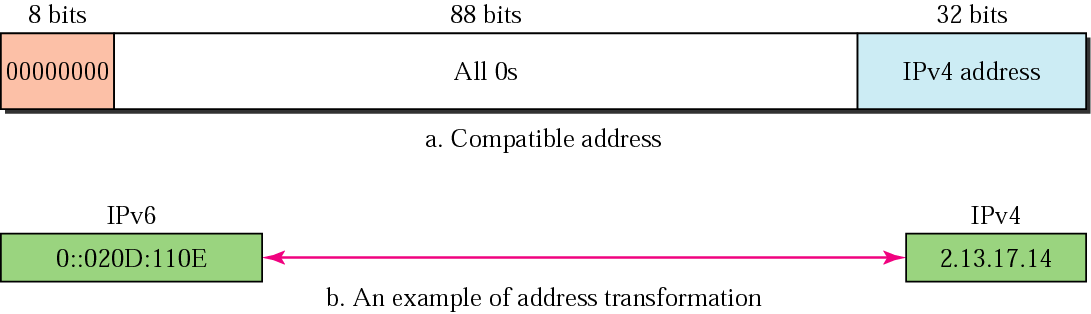 8 bits 88 bits 32 bits
00000000 All 0s IPv4 address
a. Compatible address
IPv6 IPv4
0::020D:110E 2.13.17.14
b. An example of address transformation